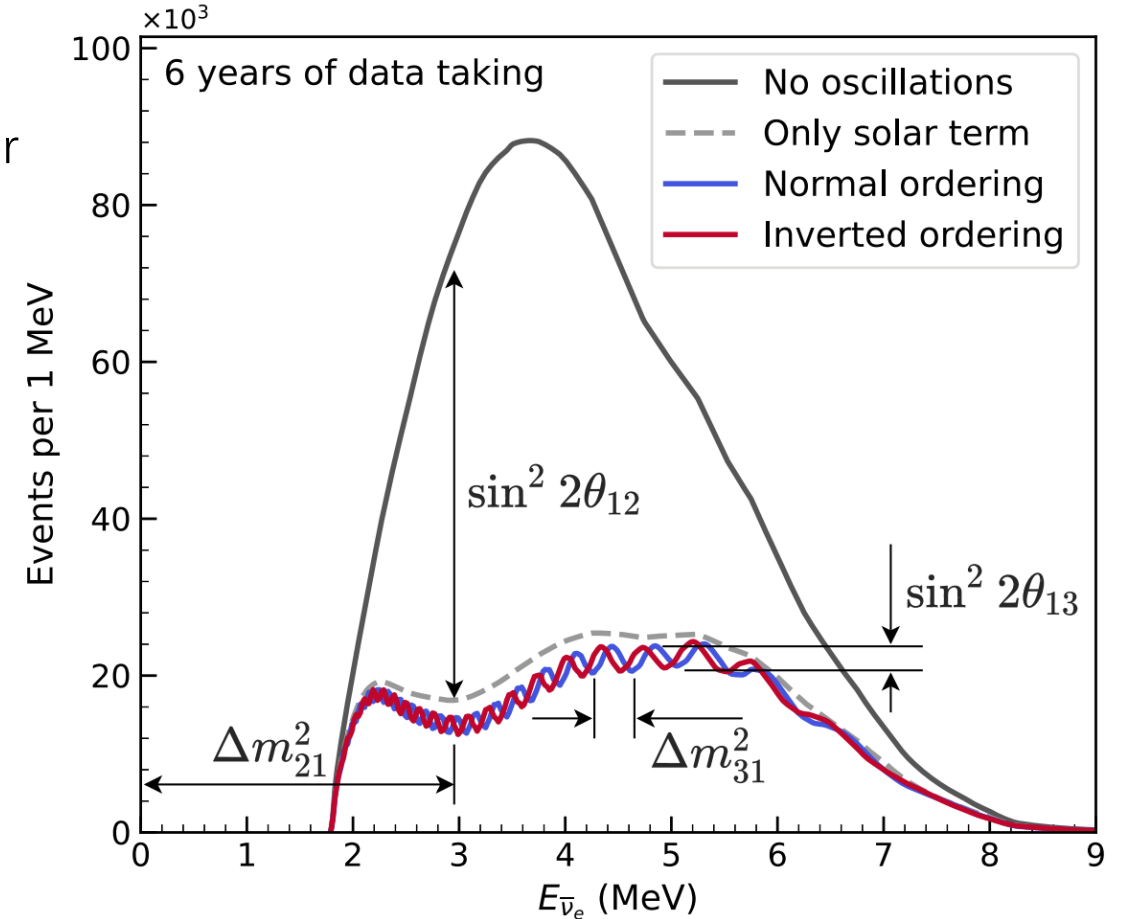 ×10³
100
80
60
40
20
0
Events per 1 MeV
r
6 years of data taking
No oscillations
Only solar term
Normal ordering
Inverted ordering
sin² 2θ₁₂
sin² 2θ₁₃
Δm²₂₁
Δm²₃₁
0 1 2 3 4 5 6 7 8 9
E_ν̅ₑ (MeV)